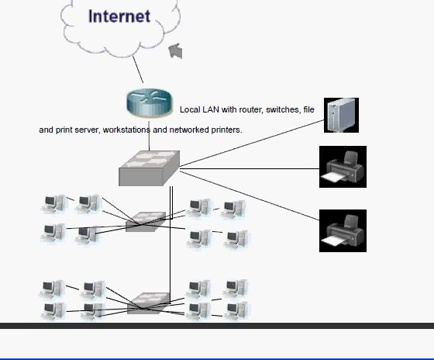 Internet
Local LAN with router, switches, file
and print server, workstations and networked printers.